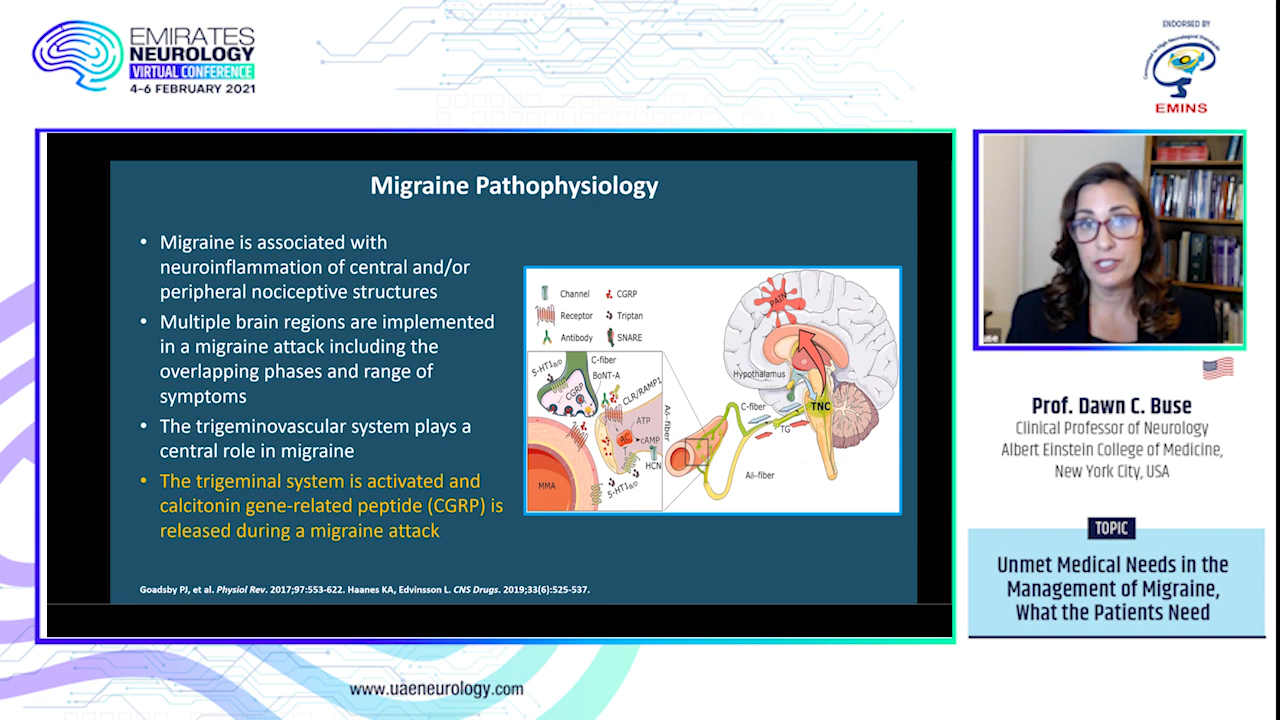 EMIRATES
NEUROLOGY
VIRTUAL CONFERENCE
4-6 FEBRUARY 2021
ENDORSED BY
EMINS
Migraine Pathophysiology
• Migraine is associated with
neuroinflammation of central and/or
peripheral nociceptive structures
• Multiple brain regions are implemented
in a migraine attack including the
overlapping phases and range of
symptoms
• The trigeminovascular system plays a
central role in migraine
• The trigeminal system is activated and
calcitonin gene-related peptide (CGRP) is
released during a migraine attack
Channel
CGRP
Receptor
Triptan
Antibody
SNARE
C-fiber
5-HT1B/D
BoNT-A
CGRP
CLR/RAMP1
ATP
AC
cAMP
HCN
Aδ-fiber
MMA
5-HT1B/D
PAIN
Hypothalamus
C-fiber
TNC
TG
Aδ-fiber
Goadsby PJ, et al. Physiol Rev. 2017;97:553-622. Haanes KA, Edvinsson L. CNS Drugs. 2019;33(6):525-537.
Prof. Dawn C. Buse
Clinical Professor of Neurology
Albert Einstein College of Medicine,
New York City, USA
TOPIC
Unmet Medical Needs in the
Management of Migraine,
What the Patients Need
www.uaeneurology.com